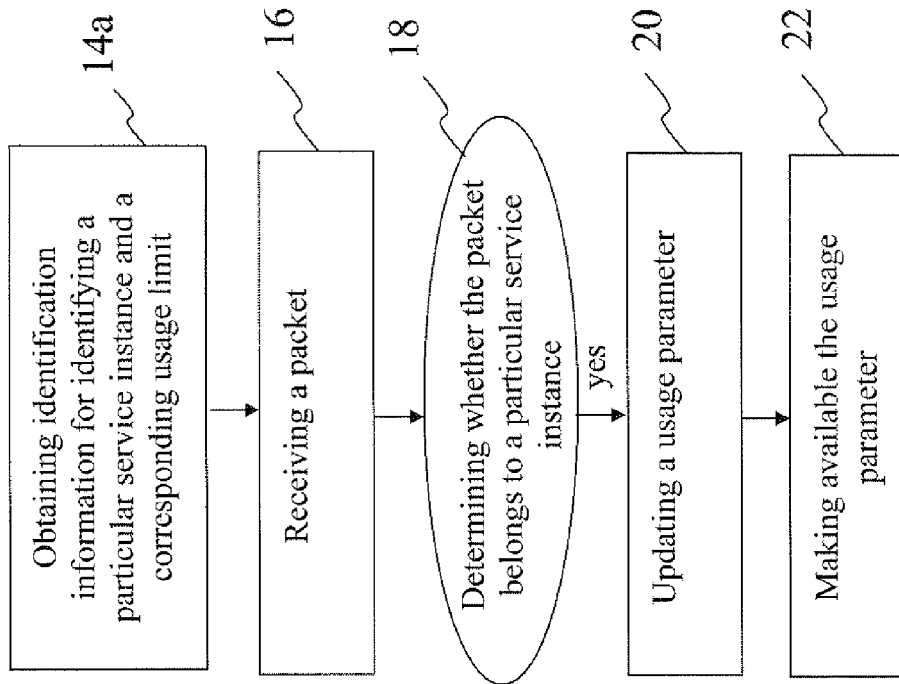 Obtaining identification
information for identifying a
particular service instance and a
corresponding usage limit
14a
Receiving a packet
16
Determining whether the packet
belongs to a particular service
instance
18
yes
Updating a usage parameter
20
Making available the usage
parameter
22